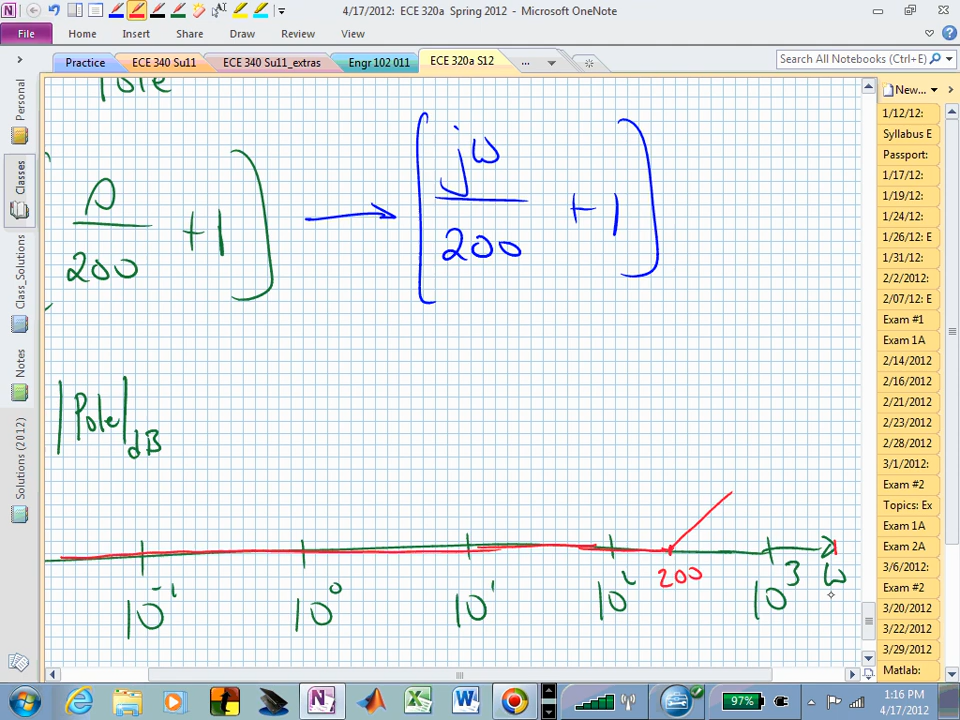 4/17/2012: ECE 320a Spring 2012 - Microsoft OneNote
File Home Insert Share Draw Review View
Practice ECE 340 Su11 ECE 340 Su11_extras Engr 102 011 ECE 320a S12 ...
Search All Notebooks (Ctrl+E)
Personal
Classes
Class_Solutions
Notes
Solutions (2012)
New...
1/12/12:
Syllabus E
Passport:
1/17/12:
1/19/12:
1/24/12:
1/26/12: E
1/31/12:
2/2/2012:
2/07/12: E
Exam #1
Exam 1A
2/14/2012
2/16/2012
2/21/2012
2/23/2012
2/28/2012
3/1/2012:
Exam #2
Topics: Ex
Exam 1A
Exam 2A
3/6/2012:
Exam #2
3/20/2012
3/22/2012
3/29/2012
Matlab:
Pole
s
200 +1
→
jω
200 +1
|Pole|dB
200
10⁻¹ 10⁰ 10¹ 10² 10³ ω
97%
1:16 PM
4/17/2012